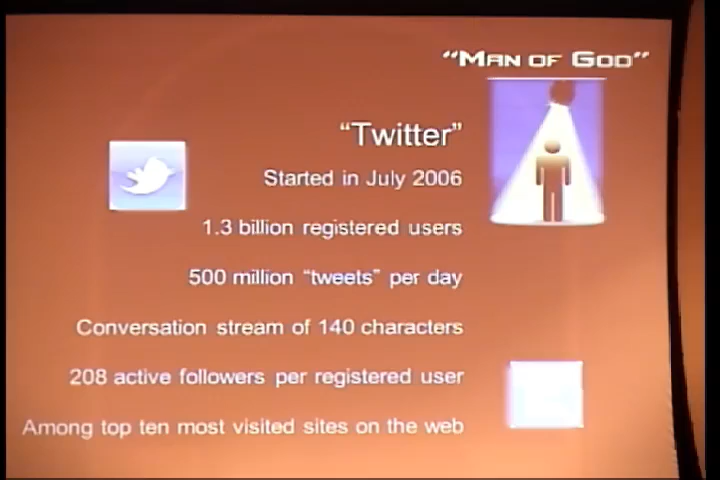 “MAN OF GOD”
“Twitter”
Started in July 2006
1.3 billion registered users
500 million “tweets” per day
Conversation stream of 140 characters
208 active followers per registered user
Among top ten most visited sites on the web